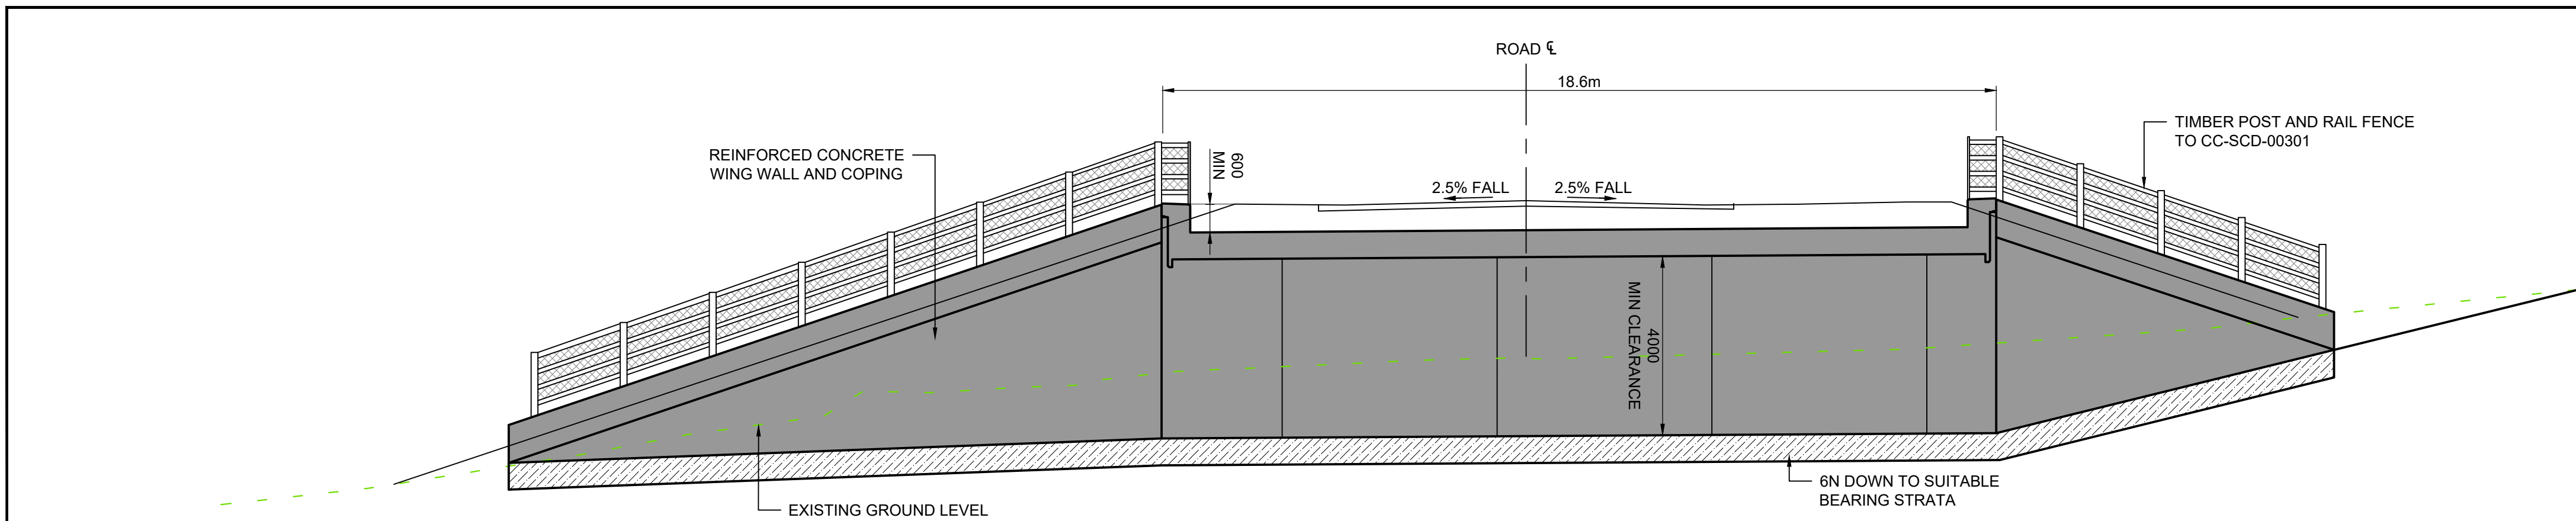 ROAD ℄
18.6m
TIMBER POST AND RAIL FENCE
TO CC-SCD-00301
REINFORCED CONCRETE
WING WALL AND COPING
600
MIN
2.5% FALL
2.5% FALL
4000
MIN CLEARANCE
6N DOWN TO SUITABLE
BEARING STRATA
EXISTING GROUND LEVEL